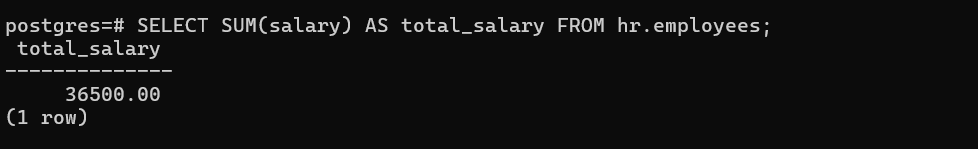 postgres=# SELECT SUM(salary) AS total_salary FROM hr.employees;
 total_salary
--------------
     36500.00
(1 row)